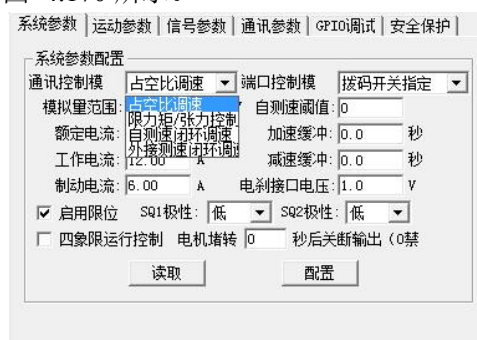 系统参数 运动参数 信号参数 通讯参数 GPIO调试 安全保护
系统参数配置
通讯控制模 占空比调速 端口控制模 拨码开关指定
模拟量范围: 占空比调速 自测速阈值: 0
限力矩/张力控制
额定电流: 自测速闭环调速 加速缓冲: 0.0 秒
外接测速闭环调
工作电流: 12.00 A 减速缓冲: 0.0 秒
制动电流: 6.00 A 电刹接口电压: 1.0 V
启用限位 SQ1极性: 低 SQ2极性: 低
四象限运行控制 电机堵转 0 秒后关断输出（0禁
读取 配置